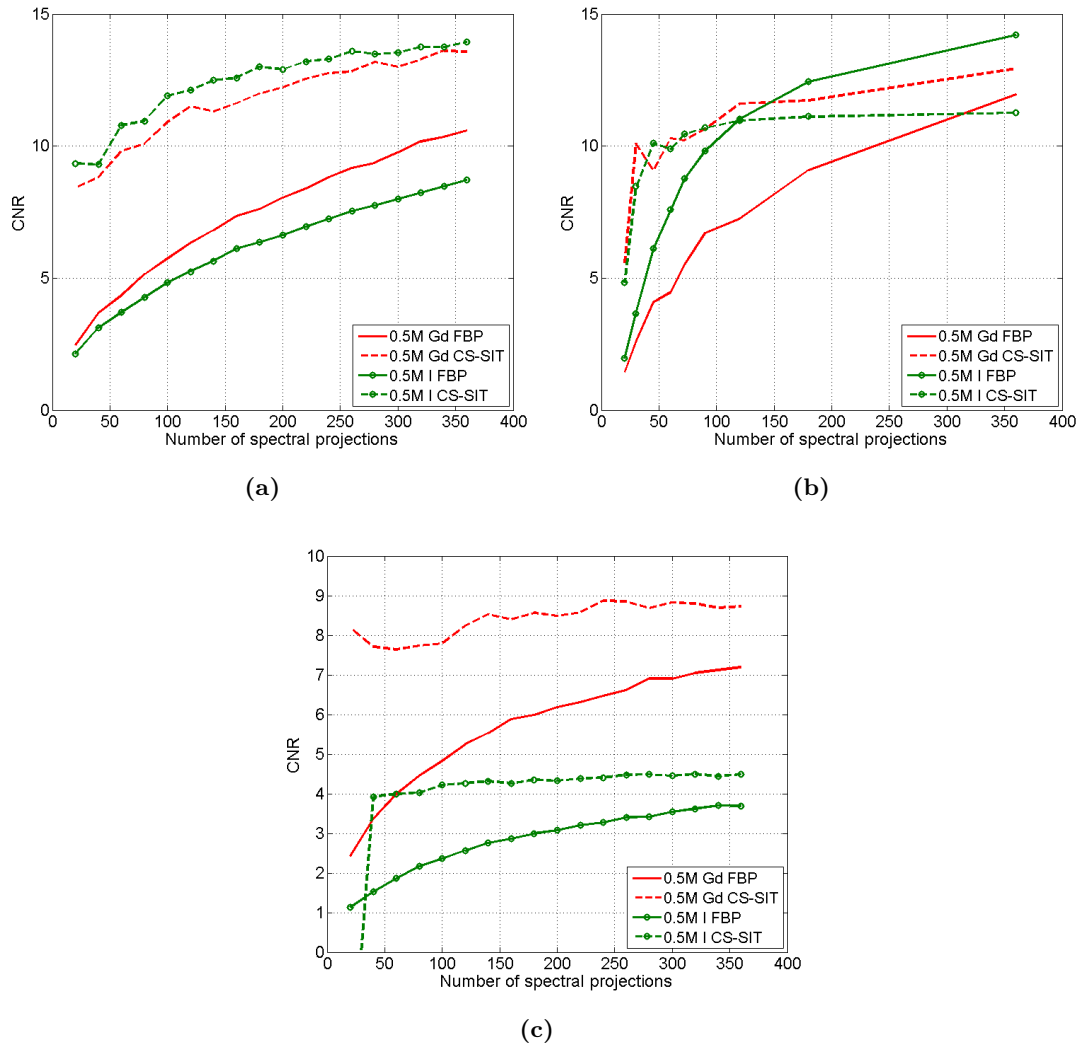 15
10
5
0
CNR
0 50 100 150 200 250 300 350 400
Number of spectral projections
0.5M Gd FBP
0.5M Gd CS-SIT
0.5M I FBP
0.5M I CS-SIT
(a)
15
10
5
0
CNR
0 50 100 150 200 250 300 350 400
Number of spectral projections
0.5M Gd FBP
0.5M Gd CS-SIT
0.5M I FBP
0.5M I CS-SIT
(b)
10
9
8
7
6
5
4
3
2
1
0
CNR
0 50 100 150 200 250 300 350 400
Number of spectral projections
0.5M Gd FBP
0.5M Gd CS-SIT
0.5M I FBP
0.5M I CS-SIT
(c)